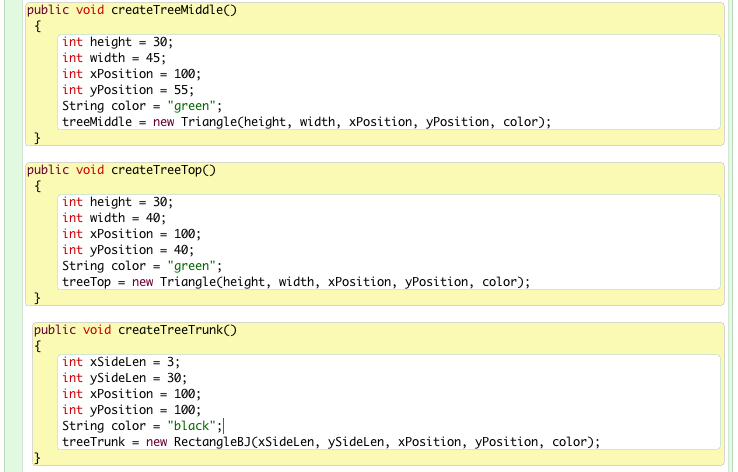 public void createTreeMiddle()
{
int height = 30;
int width = 45;
int xPosition = 100;
int yPosition = 55;
String color = "green";
treeMiddle = new Triangle(height, width, xPosition, yPosition, color);
}
public void createTreeTop()
{
int height = 30;
int width = 40;
int xPosition = 100;
int yPosition = 40;
String color = "green";
treeTop = new Triangle(height, width, xPosition, yPosition, color);
}
public void createTreeTrunk()
{
int xSideLen = 3;
int ySideLen = 30;
int xPosition = 100;
int yPosition = 100;
String color = "black";
treeTrunk = new RectangleBJ(xSideLen, ySideLen, xPosition, yPosition, color);
}